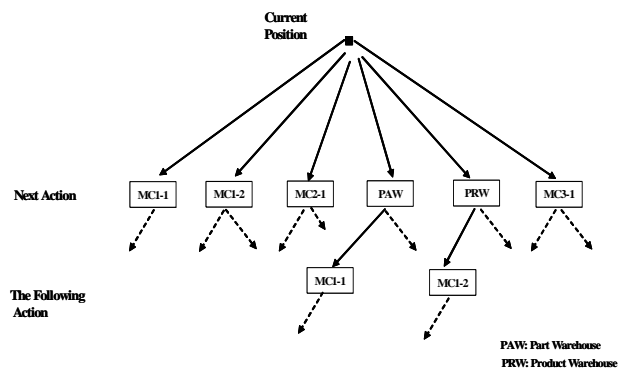 Current
Position
Next Action
MC1-1
MC1-2
MC2-1
PAW
PRW
MC3-1
The Following
Action
MC1-1
MC1-2
PAW: Part Warehouse
PRW: Product Warehouse